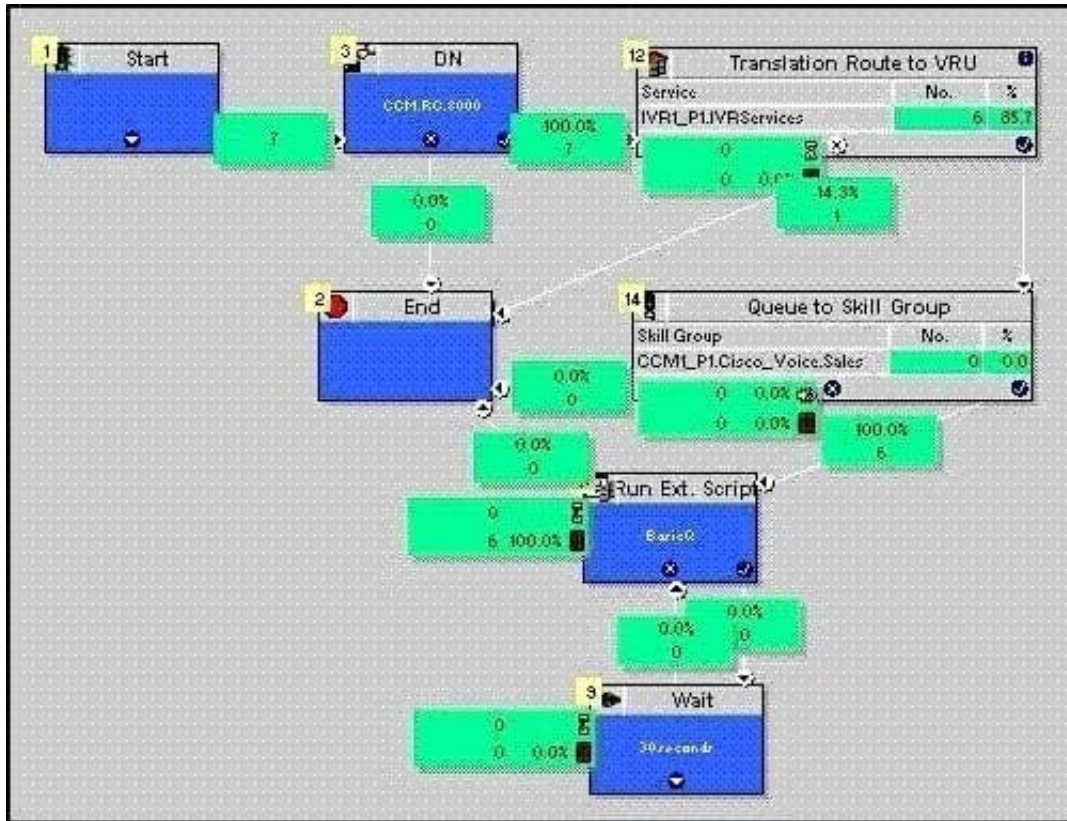 1
Start
3
DN
CCM.RC.8000
12
Translation Route to VRU
Service No. %
IVR1_P1.IVRServices 6 85.7
7
100.0%
7
0
0 0.0%
14.3%
1
0.0%
0
2
End
14
Queue to Skill Group
Skill Group No. %
CCM1_P1.Cisco_Voice.Sales 0 0.0
0.0%
0
0 0.0%
0 0.0%
100.0%
6
0.0%
0
Run Ext. Script
BasicQ
0
6 100.0%
0.0%
0
0.0%
0
9
Wait
30 seconds
0
0 0.0%